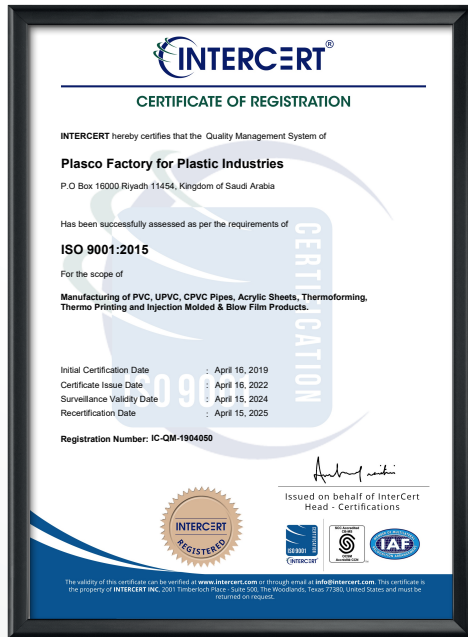 INTERCERT®
CERTIFICATE OF REGISTRATION
INTERCERT hereby certifies that the Quality Management System of
Plasco Factory for Plastic Industries
P.O Box 16000 Riyadh 11454, Kingdom of Saudi Arabia
Has been successfully assessed as per the requirements of
ISO 9001:2015
For the scope of
Manufacturing of PVC, UPVC, CPVC Pipes, Acrylic Sheets, Thermoforming,
Thermo Printing and Injection Molded & Blow Film Products.
CERTIFICATION
ISO 9001
Initial Certification Date : April 16, 2019
Certificate Issue Date : April 16, 2022
Surveillance Validity Date : April 15, 2024
Recertification Date : April 15, 2025
Registration Number: IC-QM-1904050
Issued on behalf of InterCert
Head - Certifications
INTERCERT
REGISTERED
ISO 9001
CERTIFICATION
INTERCERT
IAF
The validity of this certificate can be verified at www.intercert.com or through email at info@intercert.com. This certificate is
the property of INTERCERT INC, 2001 Timberloch Place - Suite 500, The Woodlands, Texas 77380, United States and must be
returned on request.